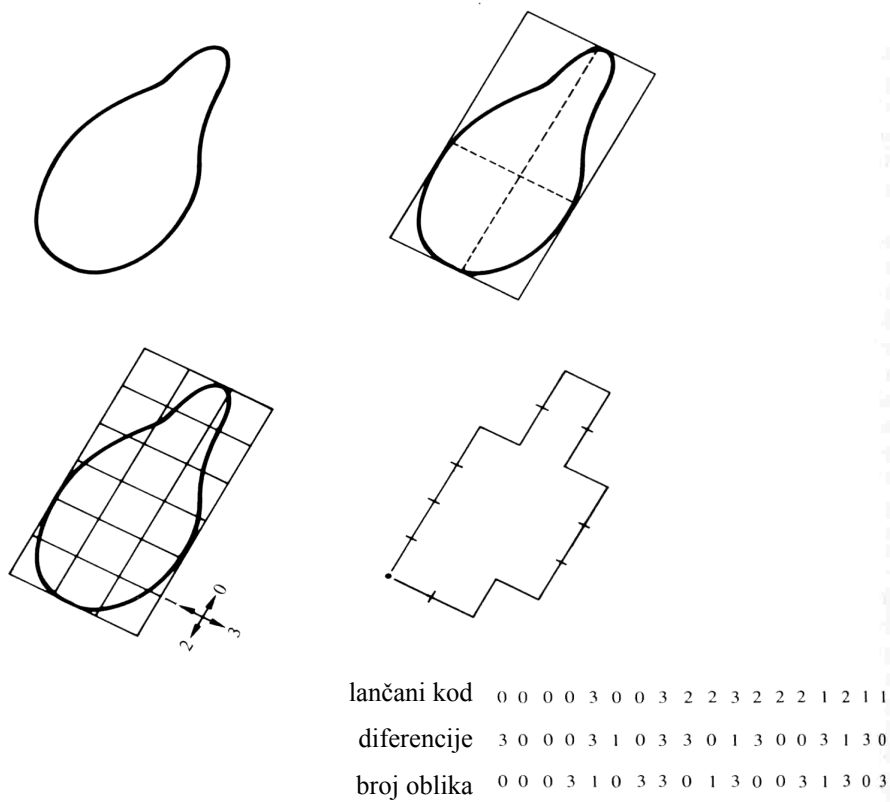 0
3
2
1
lančani kod 0 0 0 0 3 0 0 3 2 2 3 2 2 2 1 2 1 1
diferencije 3 0 0 0 3 1 0 3 3 0 1 3 0 0 3 1 3 0
broj oblika 0 0 0 3 1 0 3 3 0 1 3 0 0 3 1 3 0 3